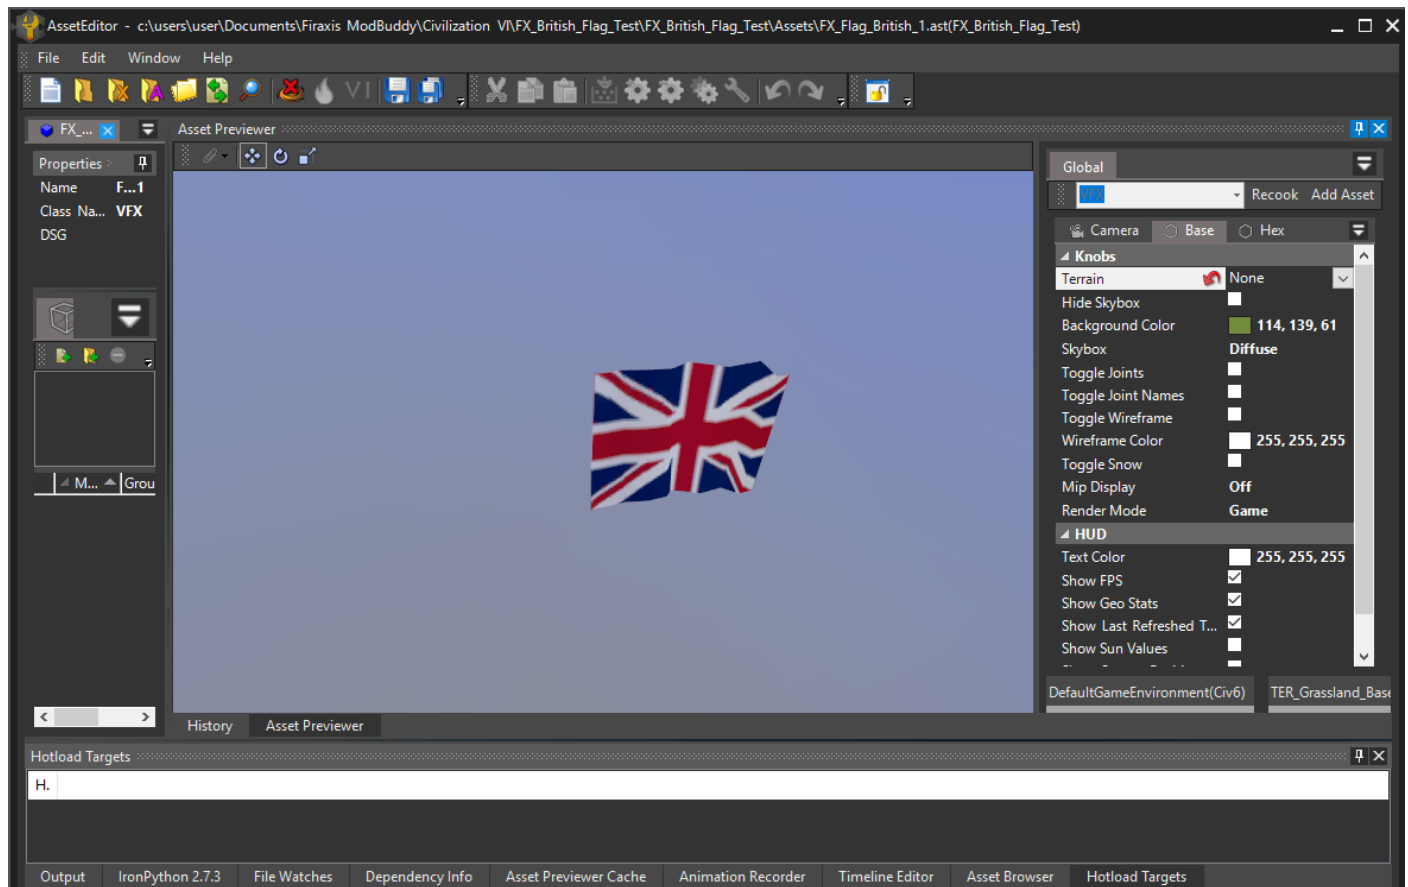 AssetEditor - c:\users\user\Documents\Firaxis ModBuddy\Civilization VI\FX_British_Flag_Test\FX_British_Flag_Test\Assets\FX_Flag_British_1.ast(FX_British_Flag_Test)
File Edit Window Help
VI
FX_...
Asset Previewer
Properties
Name F...1
Class Na... VFX
DSG
M... Grou
Global
VFX Recook Add Asset
Camera Base Hex
Knobs
Terrain None
Hide Skybox
Background Color 114, 139, 61
Skybox Diffuse
Toggle Joints
Toggle Joint Names
Toggle Wireframe
Wireframe Color 255, 255, 255
Toggle Snow
Mip Display Off
Render Mode Game
HUD
Text Color 255, 255, 255
Show FPS
Show Geo Stats
Show Last Refreshed T...
Show Sun Values
DefaultGameEnvironment(Civ6) TER_Grassland_Base
History Asset Previewer
Hotload Targets
H.
Output IronPython 2.7.3 File Watches Dependency Info Asset Previewer Cache Animation Recorder Timeline Editor Asset Browser Hotload Targets